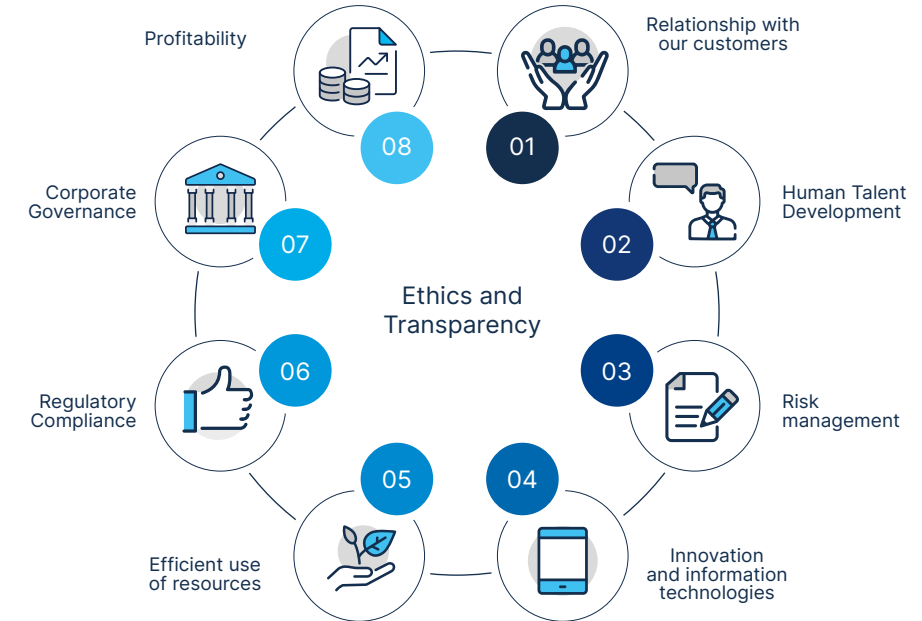 01
Relationship with
our customers
02
Human Talent
Development
03
Risk
management
04
Innovation
and information
technologies
05
Efficient use
of resources
06
Regulatory
Compliance
07
Corporate
Governance
08
Profitability
Ethics and
Transparency